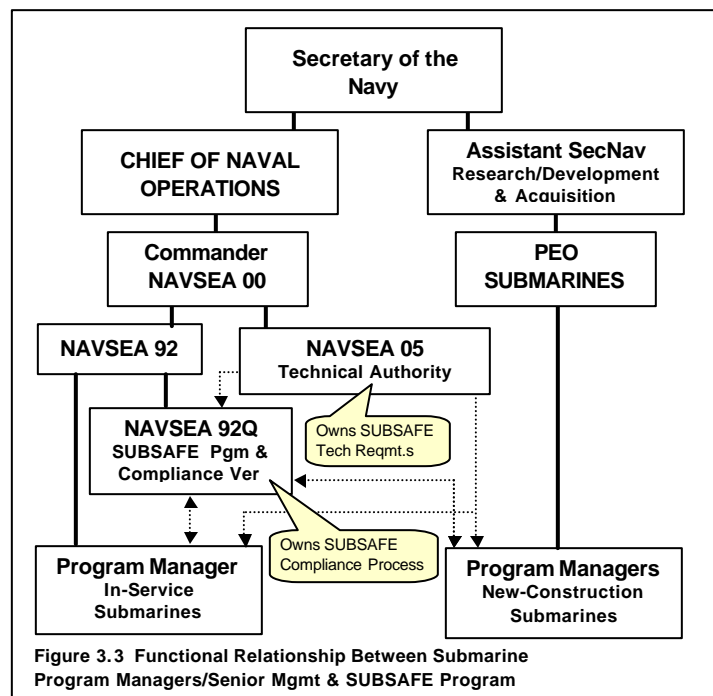 Secretary of the
Navy
CHIEF OF NAVAL
OPERATIONS
Assistant SecNav
Research/Development
& Acquisition
Commander
NAVSEA 00
PEO
SUBMARINES
NAVSEA 92
NAVSEA 05
Technical Authority
NAVSEA 92Q
SUBSAFE Pgm &
Compliance Ver
Owns SUBSAFE
Tech Reqmt.s
Owns SUBSAFE
Compliance Process
Program Manager
In-Service
Submarines
Program Managers
New-Construction
Submarines
Figure 3.3 Functional Relationship Between Submarine
Program Managers/Senior Mgmt & SUBSAFE Program